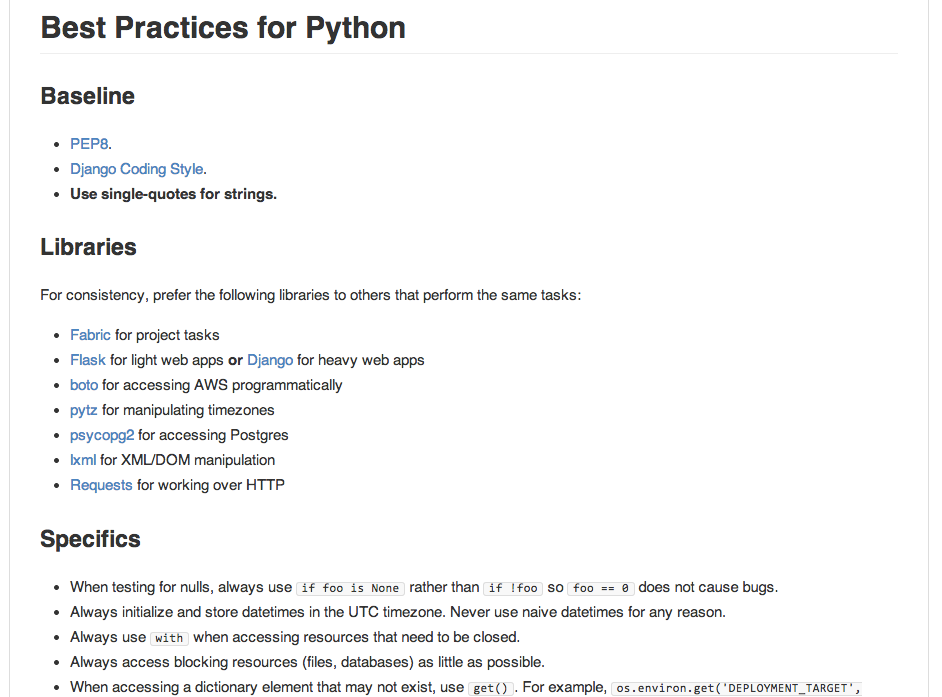 Best Practices for Python
Baseline
PEP8.
Django Coding Style.
Use single-quotes for strings.
Libraries
For consistency, prefer the following libraries to others that perform the same tasks:
Fabric for project tasks
Flask for light web apps or Django for heavy web apps
boto for accessing AWS programmatically
pytz for manipulating timezones
psycopg2 for accessing Postgres
lxml for XML/DOM manipulation
Requests for working over HTTP
Specifics
When testing for nulls, always use if foo is None rather than if !foo so foo == 0 does not cause bugs.
Always initialize and store datetimes in the UTC timezone. Never use naive datetimes for any reason.
Always use with when accessing resources that need to be closed.
Always access blocking resources (files, databases) as little as possible.
When accessing a dictionary element that may not exist, use get(). For example, os.environ.get('DEPLOYMENT_TARGET',